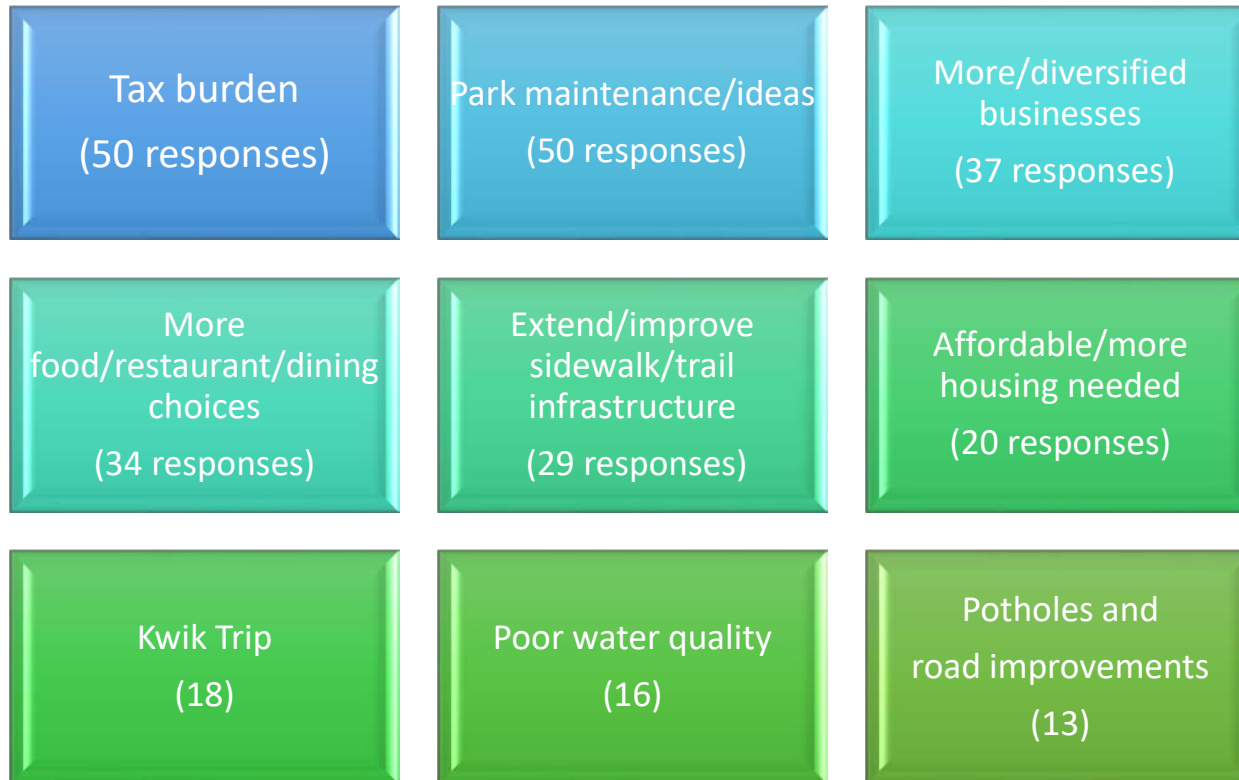 Tax burden
(50 responses)
Park maintenance/ideas
(50 responses)
More/diversified
businesses
(37 responses)
More
food/restaurant/dining
choices
(34 responses)
Extend/improve
sidewalk/trail
infrastructure
(29 responses)
Affordable/more
housing needed
(20 responses)
Kwik Trip
(18)
Poor water quality
(16)
Potholes and
road improvements
(13)